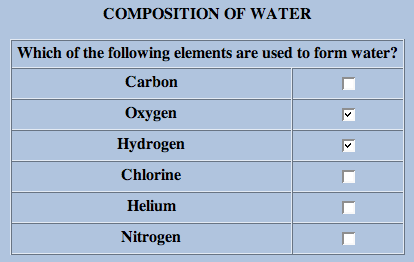 COMPOSITION OF WATER
Which of the following elements are used to form water?
Carbon
Oxygen
Hydrogen
Chlorine
Helium
Nitrogen